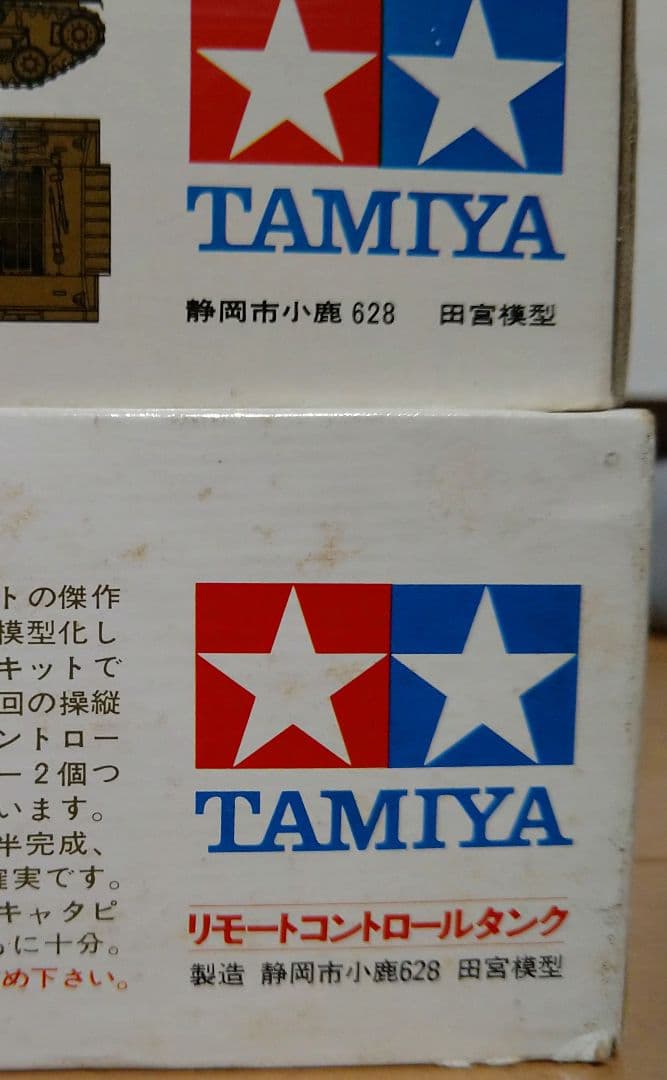 TAMIYA
静岡市小鹿 628 田宮模型
トの傑作
模型化し
キットで
回の操縦
ントロー
ー2個つ
います。
半完成、
確実です。
キャタピ
に十分。
め下さい。
TAMIYA
リモートコントロールタンク
製造 静岡市小鹿628 田宮模型